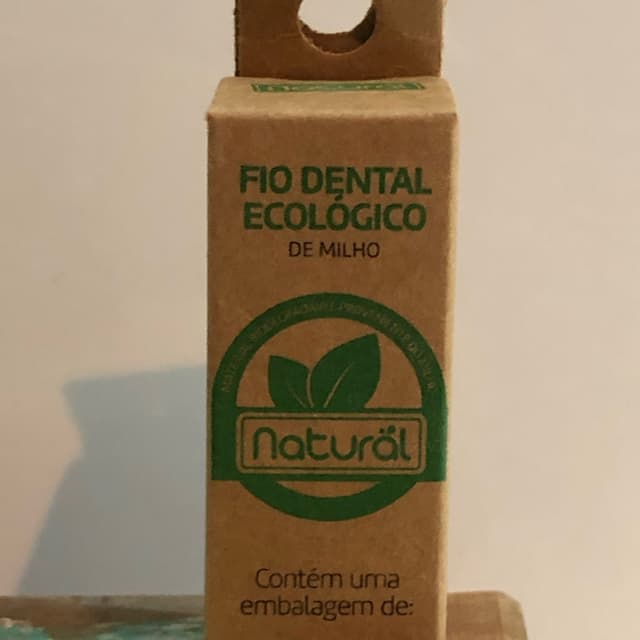 FIO DENTAL
ECOLÓGICO
DE MILHO
Naturäl
Contém uma
embalagem de: